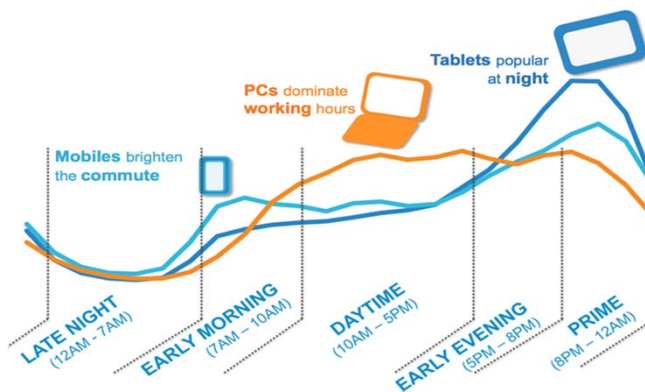 Tablets popular
at night
PCs dominate
working hours
Mobiles brighten
the commute
LATE NIGHT
(12AM - 7AM)
EARLY MORNING
(7AM – 10AM)
DAYTIME
(10AM – 5PM)
EARLY EVENING
(5PM – 8PM)
PRIME
(8PM – 12AM)